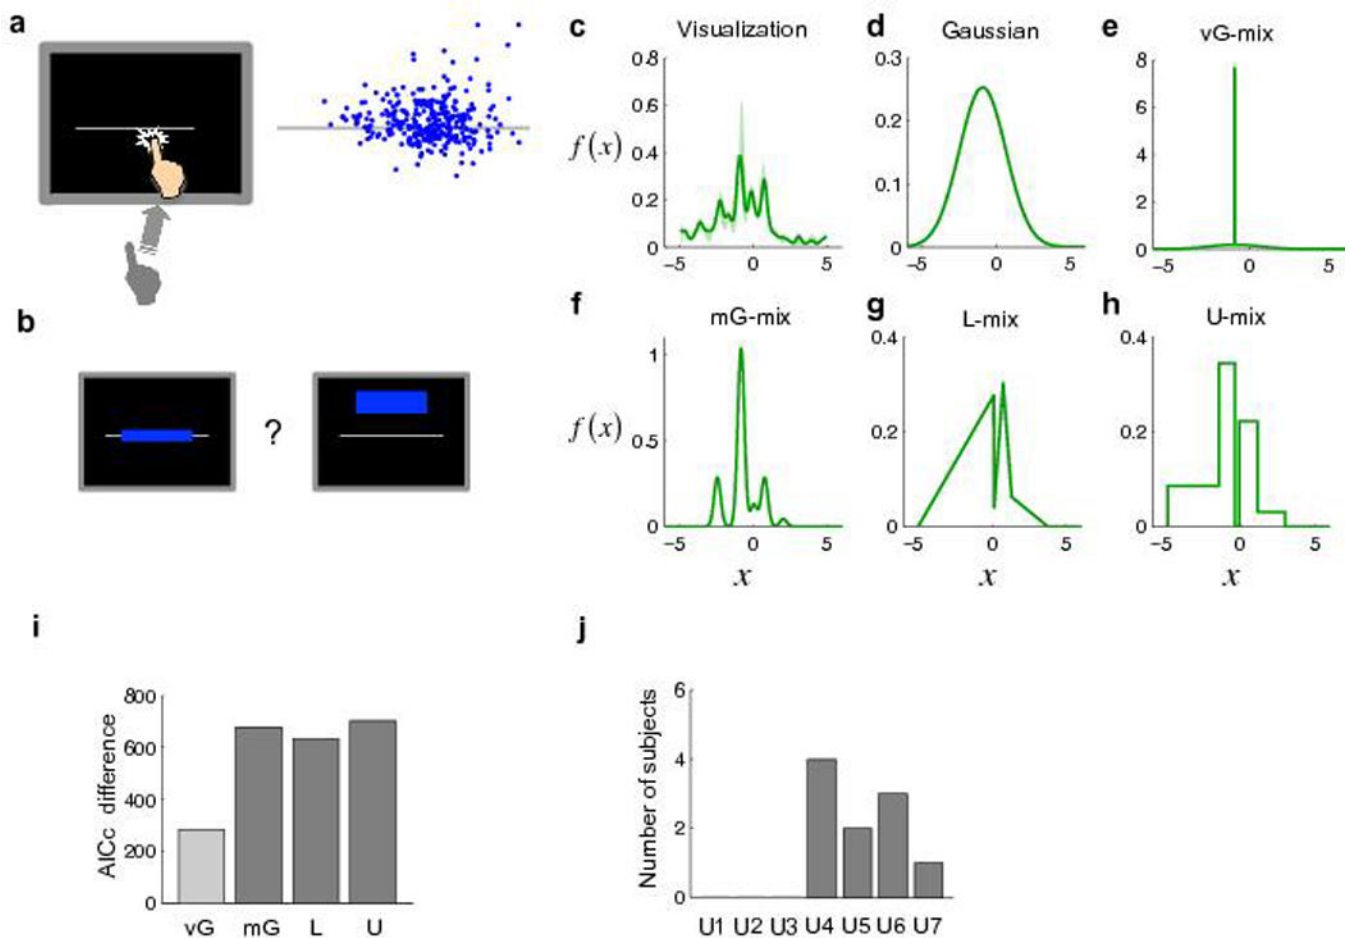 a
b
?
c
Visualization
f(x)
0.8
0.6
0.4
0.2
0
−5
0
5
d
Gaussian
0.3
0.2
0.1
0
−5
0
5
e
vG-mix
8
6
4
2
0
−5
0
5
f
mG-mix
f(x)
1
0.5
0
−5
0
5
x
g
L-mix
0.4
0.2
0
−5
0
5
x
h
U-mix
0.4
0.2
0
−5
0
5
x
i
AICc difference
800
600
400
200
0
vG mG L U
j
Number of subjects
6
4
2
0
U1 U2 U3 U4 U5 U6 U7